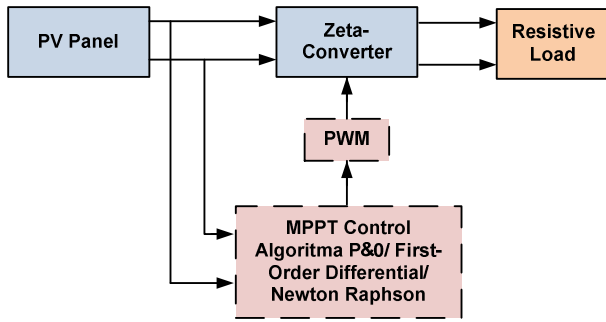 PV Panel
Zeta-
Converter
Resistive
Load
PWM
MPPT Control
Algoritma P&0/ First-
Order Differential/
Newton Raphson